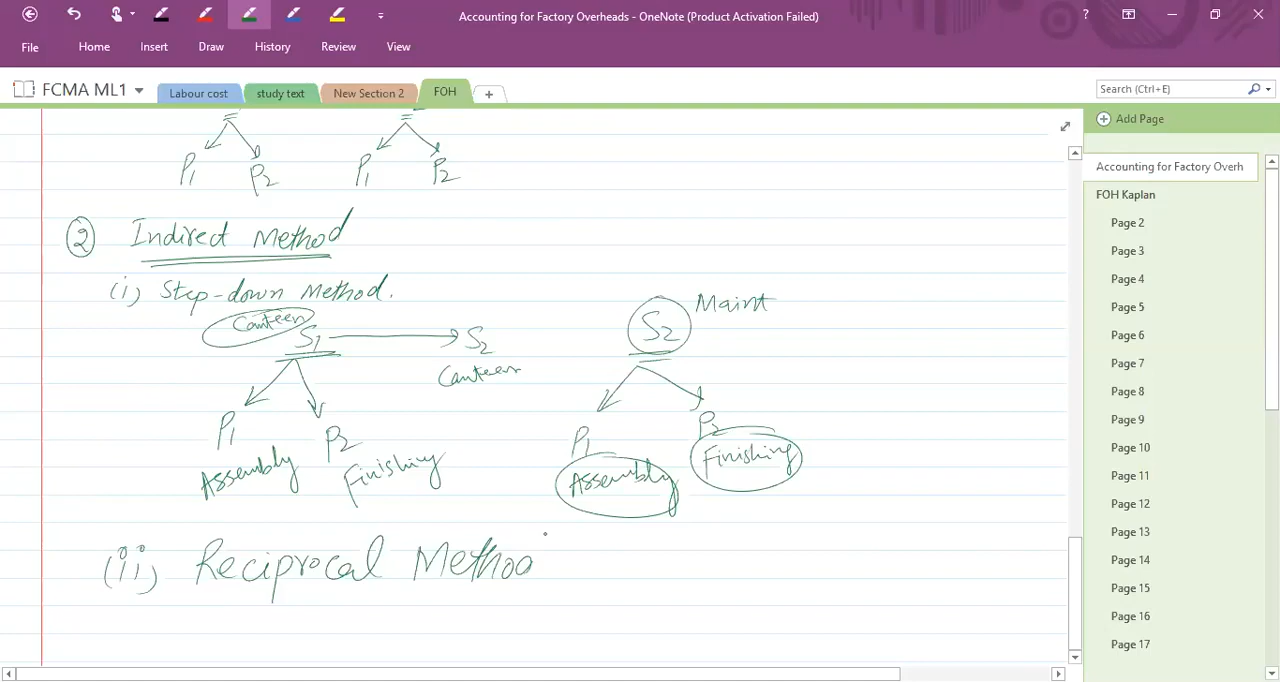 Accounting for Factory Overheads - OneNote (Product Activation Failed)
?
File Home Insert Draw History Review View
FCMA ML1
Labour cost
study text
New Section 2
FOH
Search (Ctrl+E)
Add Page
Accounting for Factory Overh
FOH Kaplan
Page 2
Page 3
Page 4
Page 5
Page 6
Page 7
Page 8
Page 9
Page 10
Page 11
Page 12
Page 13
Page 14
Page 15
Page 16
Page 17
P1 P2 P1 P2
2 Indirect Method
(i) Step-down Method.
Canteen S1 S2 S2 Maint
Canteen
P1 P2 P1 P2
Assembly Finishing Assembly Finishing
(ii) Reciprocal Metho